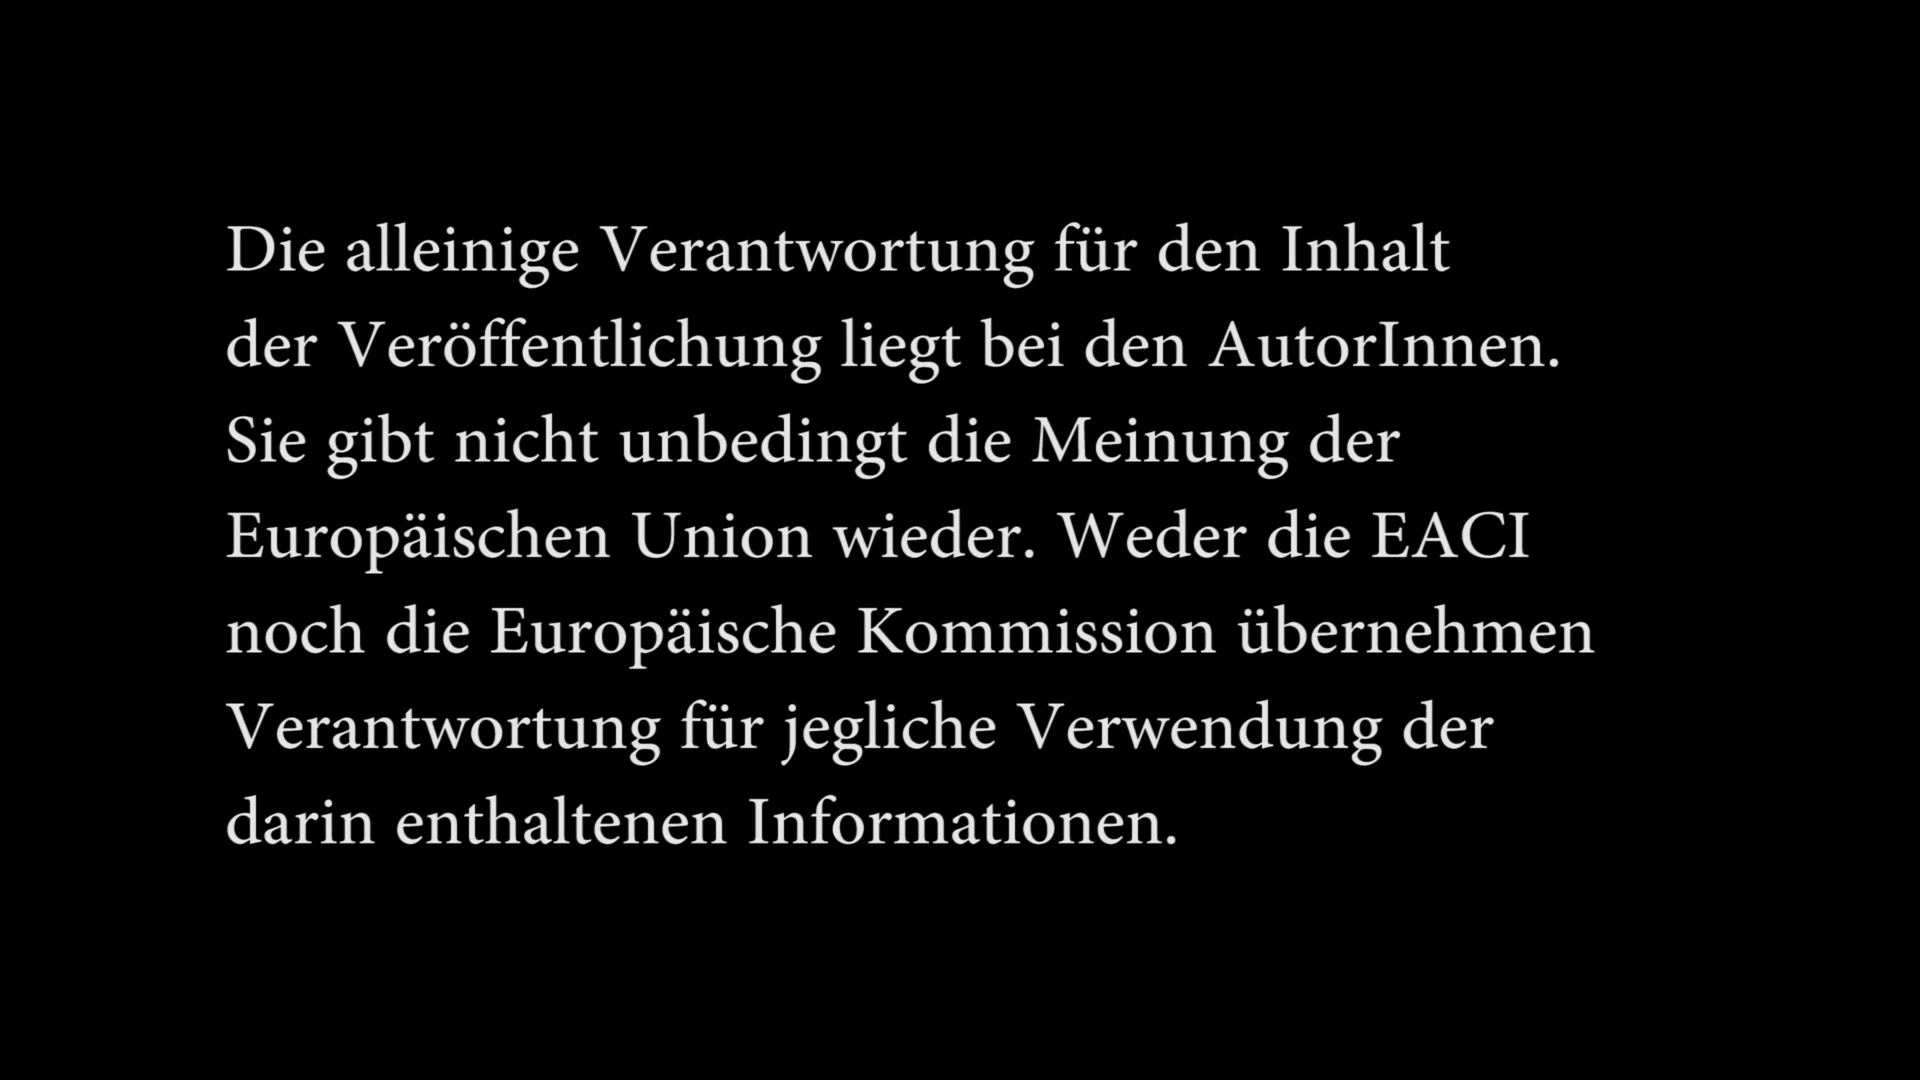 Die alleinige Verantwortung für den Inhalt
der Veröffentlichung liegt bei den AutorInnen.
Sie gibt nicht unbedingt die Meinung der
Europäischen Union wieder. Weder die EACI
noch die Europäische Kommission übernehmen
Verantwortung für jegliche Verwendung der
darin enthaltenen Informationen.